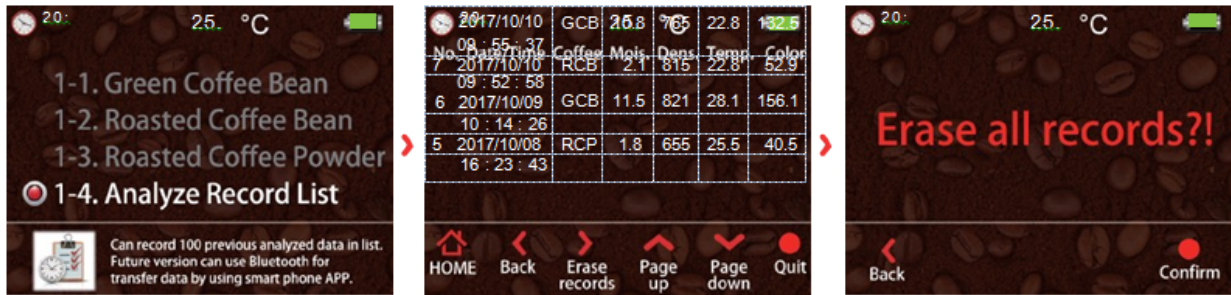 20:
25. °C
1-1. Green Coffee Bean
1-2. Roasted Coffee Bean
1-3. Roasted Coffee Powder
1-4. Analyze Record List
Can record 100 previous analyzed data in list.
Future version can use Bluetooth for
transfer data by using smart phone APP.
20:
25. °C
No. Date/Time Coffee Mois. Dens. Temp. Color
2017/10/10 GCB 765 22.8 132.5
09 : 55 : 37
7 2017/10/10 RCB 2.1 815 22.8 52.9
09 : 52 : 58
6 2017/10/09 GCB 11.5 821 28.1 156.1
10 : 14 : 26
5 2017/10/08 RCP 1.8 655 25.5 40.5
16 : 23 : 43
HOME
Back
Erase
records
Page
up
Page
down
Quit
20:
25. °C
Erase all records?!
Back
Confirm